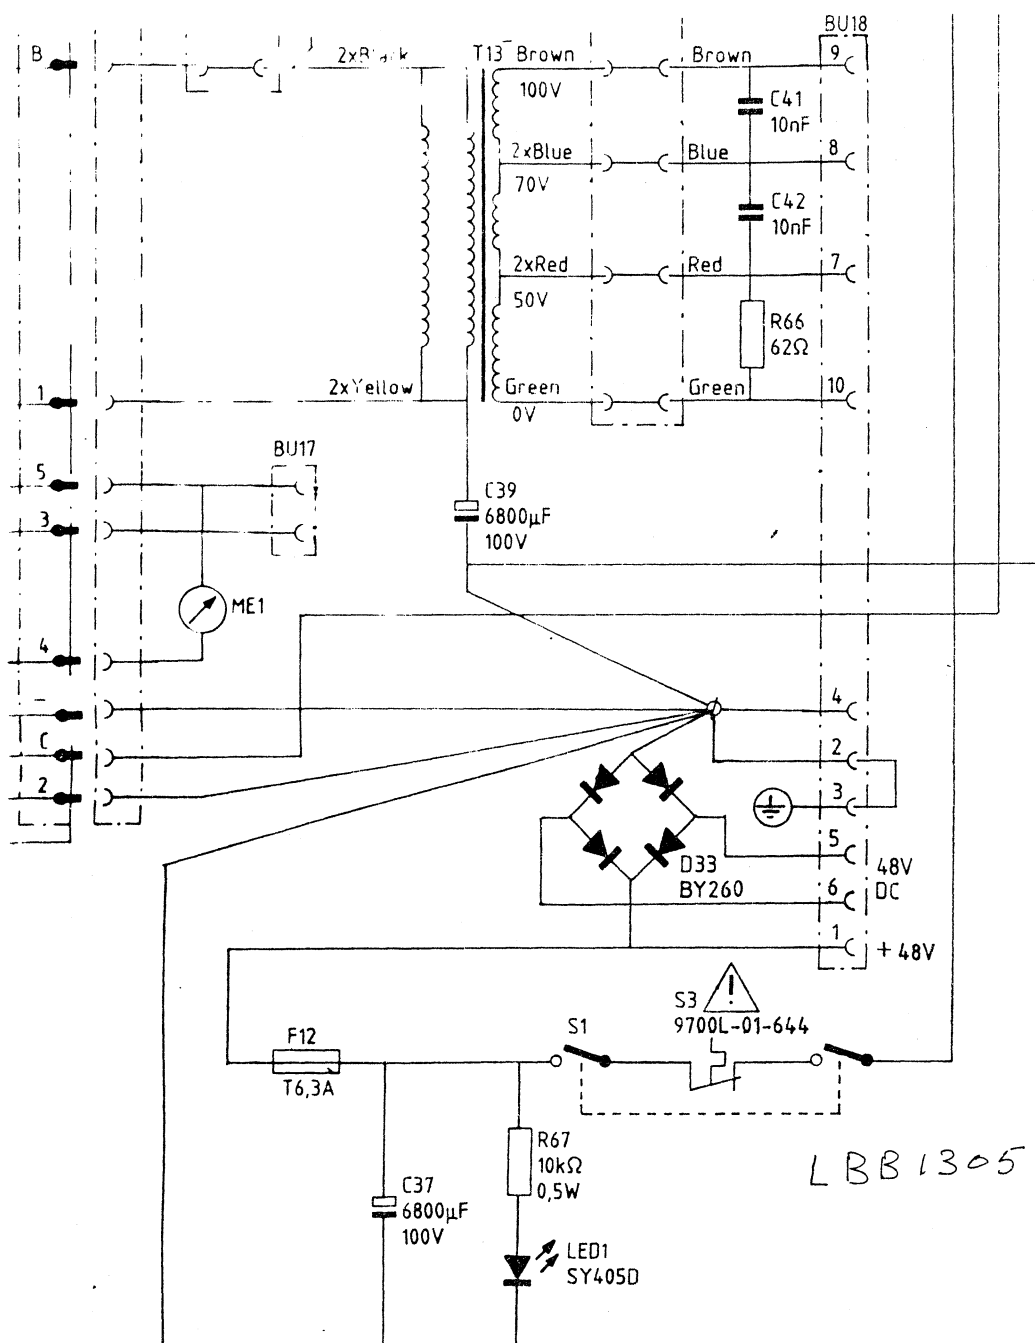 BU18
B
T13 Brown
Brown
9
100V
C41
10nF
2xBlue
Blue
8
70V
C42
10nF
2xRed
Red
7
50V
R66
62Ω
1
2xYellow
Green
Green
10
0V
BU17
5
C39
6800µF
100V
3
ME1
4
4
2
C
2
3
5
D33
BY260
48V
DC
6
1
+48V
S3
9700L-01-644
F12
S1
T6,3A
R67
10kΩ
0,5W
LBB1305
C37
6800µF
100V
LED1
SY405D